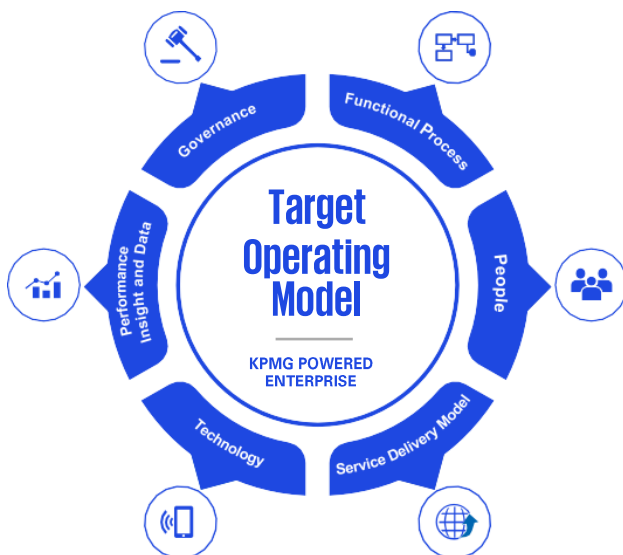 Governance
Functional Process
Target
Operating
Model
KPMG POWERED
ENTERPRISE
People
Service Delivery Model
Technology
Performance
Insight and Data